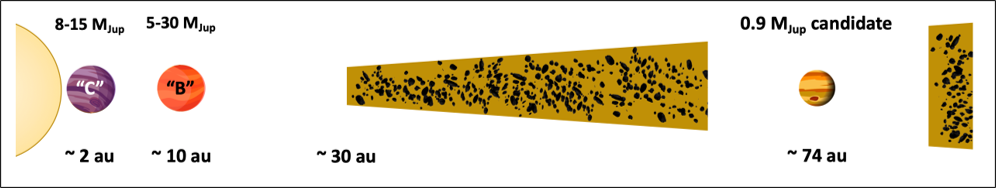 8-15 MJup
5-30 MJup
0.9 MJup candidate
"C"
"B"
~ 2 au
~ 10 au
~ 30 au
~ 74 au